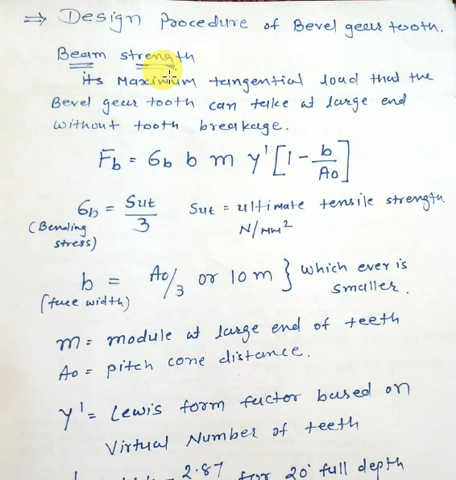 ⇒ Design Procedure of Bevel gear tooth.
Beam strength
its Maximum tangential load that the
Bevel gear tooth can take at large end
without tooth breakage.
Fb = σb b m y' [1 - b/Ao]
σb = Sut/3   Sut = ultimate tensile strength
(Bending stress)   N/mm²
b = Ao/3 or 10 m } which ever is
(face width)   smaller.
m = module at large end of teeth
Ao = pitch cone distance.
y' = Lewis form factor based on
Virtual Number of teeth
2.87 for 20° full depth